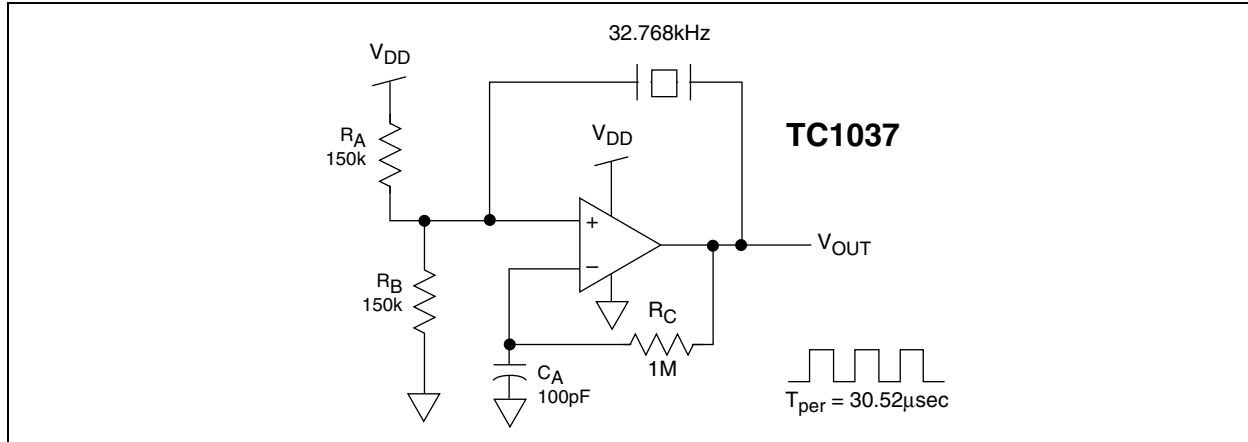 32.768kHz
VDD
RA
150k
VDD
TC1037
+
VOUT
−
RB
150k
RC
1M
CA
100pF
Tper = 30.52µsec